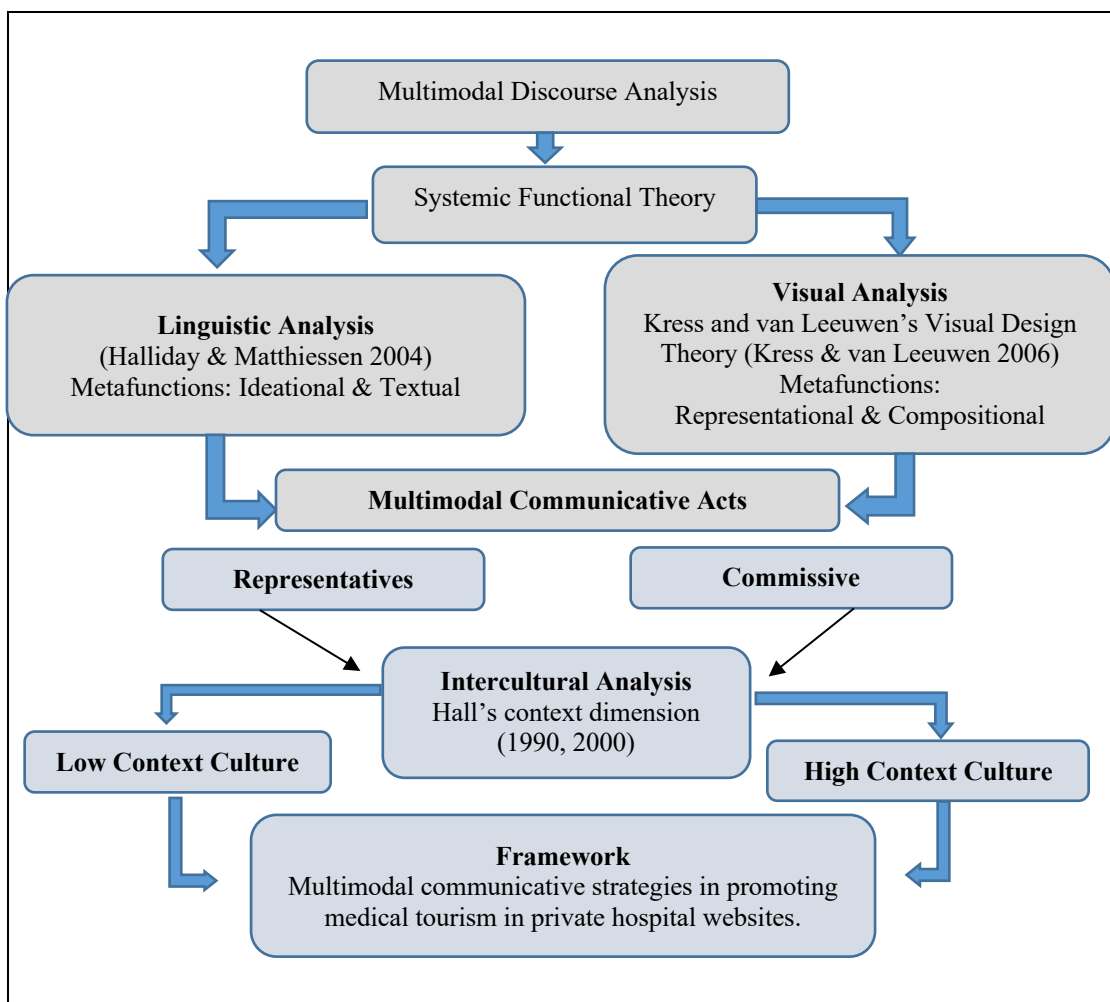 Multimodal Discourse Analysis
Systemic Functional Theory
Linguistic Analysis
(Halliday & Matthiessen 2004)
Metafunctions: Ideational & Textual
Visual Analysis
Kress and van Leeuwen’s Visual Design
Theory (Kress & van Leeuwen 2006)
Metafunctions:
Representational & Compositional
Multimodal Communicative Acts
Representatives
Commissive
Intercultural Analysis
Hall’s context dimension
(1990, 2000)
Low Context Culture
High Context Culture
Framework
Multimodal communicative strategies in promoting
medical tourism in private hospital websites.